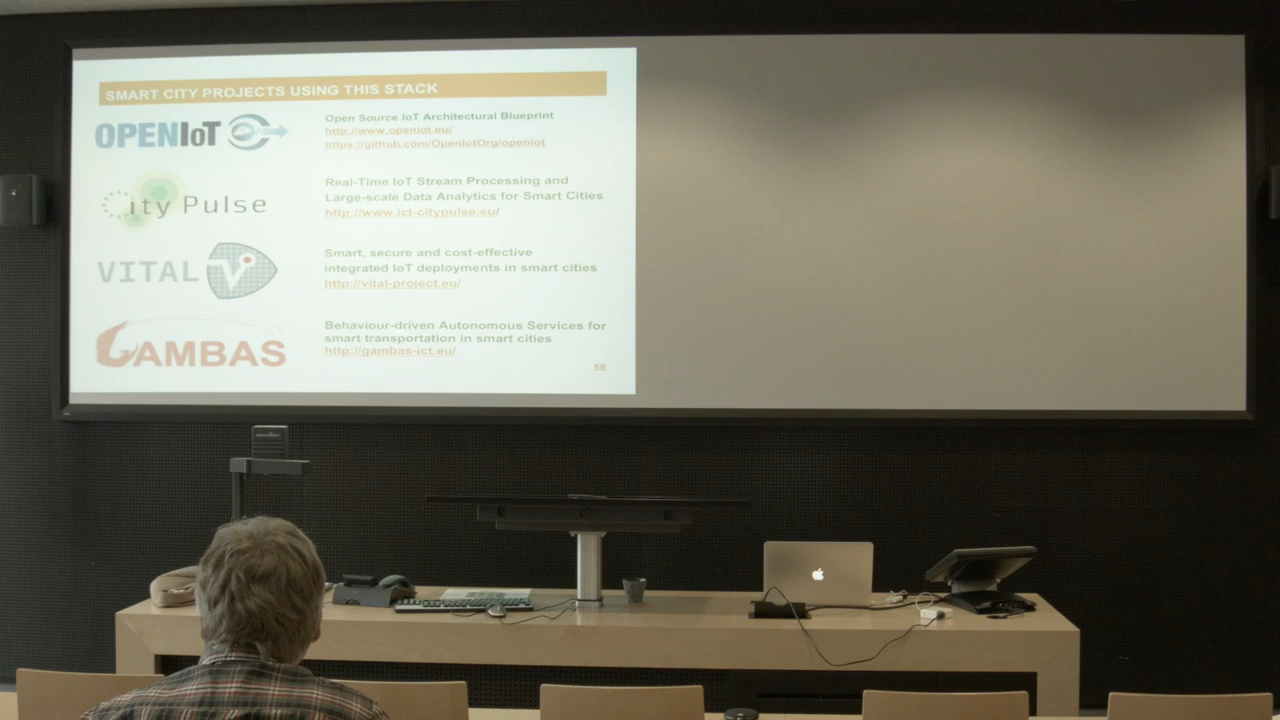 SMART CITY PROJECTS USING THIS STACK
OPENIoT
Open Source IoT Architectural Blueprint
http://www.openiot.eu/
https://github.com/OpenIotOrg/openiot
ity Pulse
Real-Time IoT Stream Processing and
Large-scale Data Analytics for Smart Cities
http://www.ict-citypulse.eu/
VITAL
Smart, secure and cost-effective
integrated IoT deployments in smart cities
http://vital-project.eu/
GAMBAS
Behaviour-driven Autonomous Services for
smart transportation in smart cities
http://gambas-ict.eu/
58